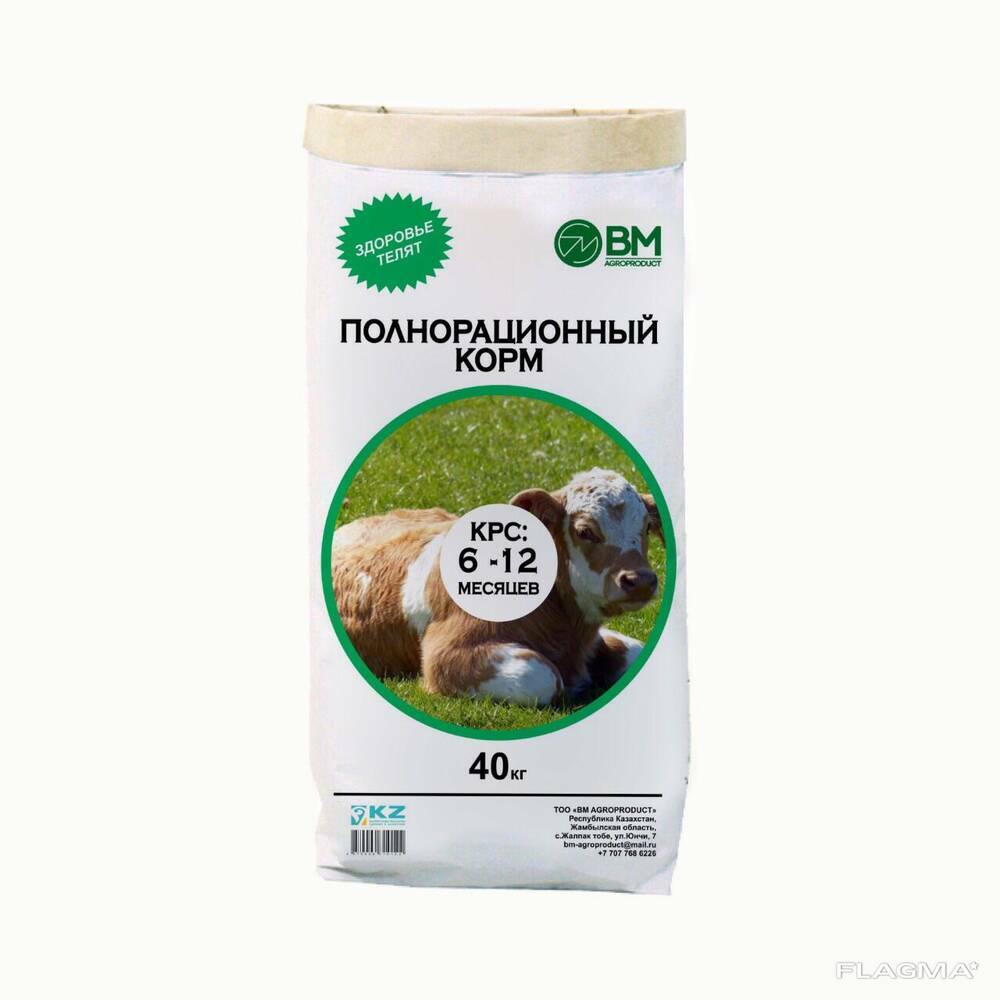 ЗДОРОВЬЕ
ТЕЛЯТ
BM
AGROPRODUCT
ПОЛНОРАЦИОННЫЙ
КОРМ
КРС:
6 -12
МЕСЯЦЕВ
40кг
KZ
ТОО «BM AGROPRODUCT»
Республика Казахстан,
Жамбылская область,
с.Жалпак тобе, ул.Юнчи, 7
bm-agroproduct@mail.ru
+7 707 768 6226
FLAGMA